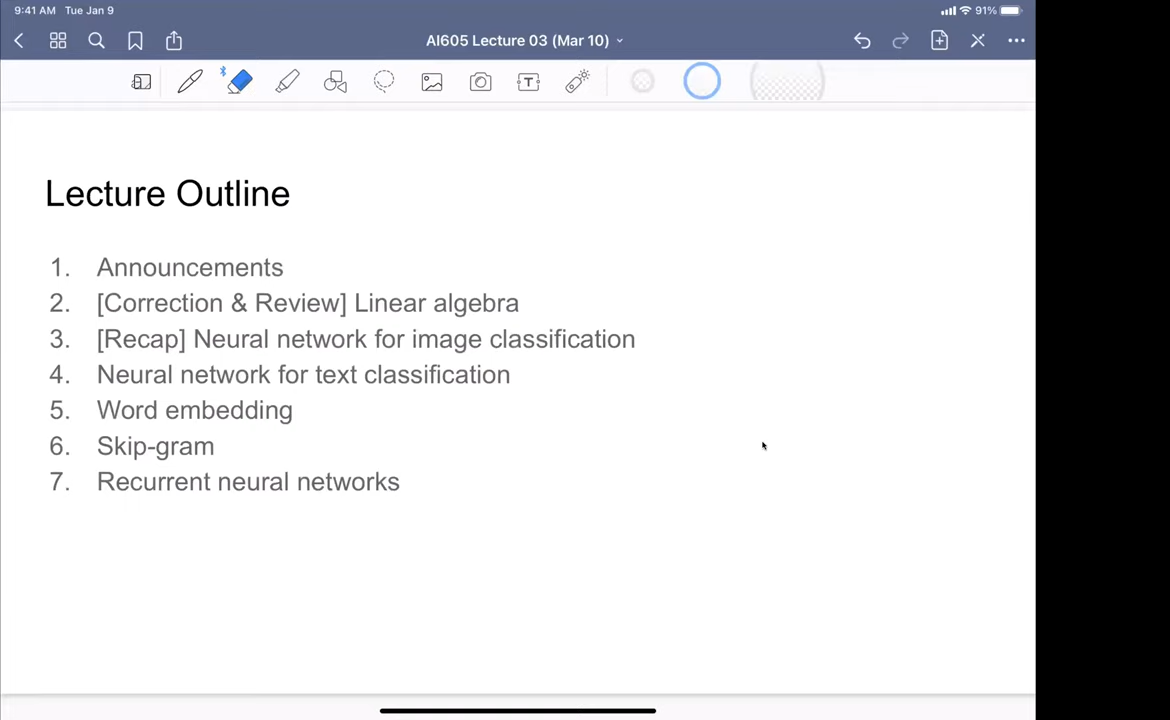 9:41 AM Tue Jan 9
91%
AI605 Lecture 03 (Mar 10)
T
Lecture Outline
1. Announcements
2. [Correction & Review] Linear algebra
3. [Recap] Neural network for image classification
4. Neural network for text classification
5. Word embedding
6. Skip-gram
7. Recurrent neural networks